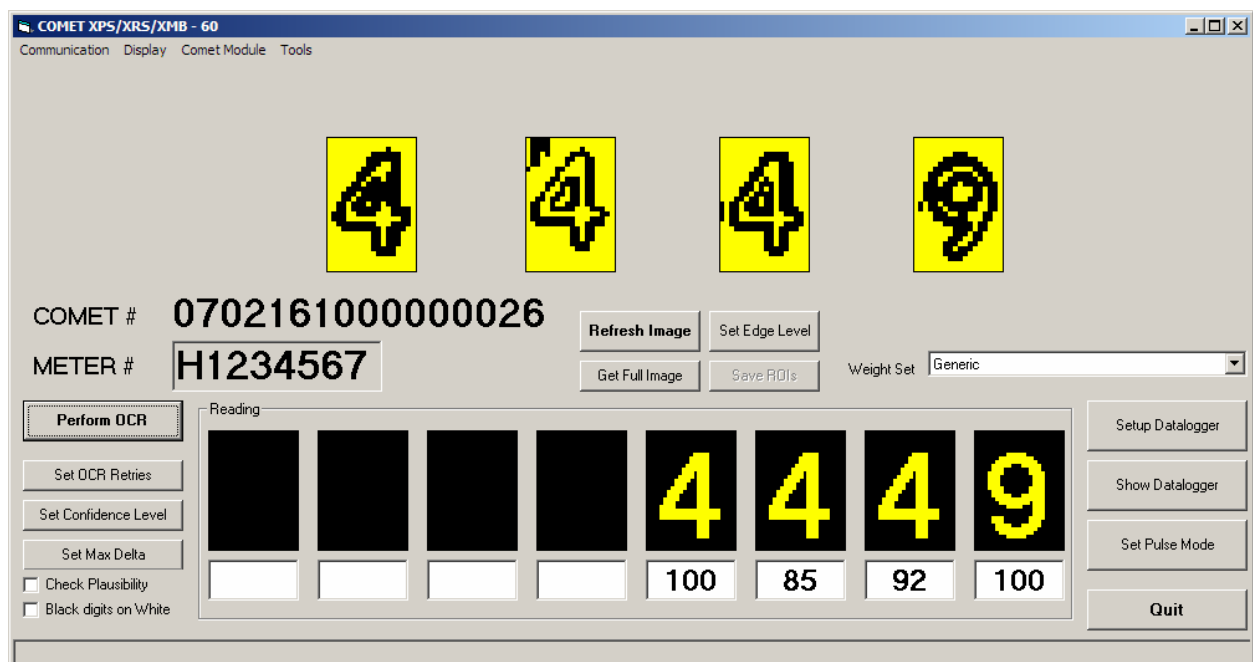 COMET XPS/XRS/XMB - 60
Communication Display Comet Module Tools
4 4 4 9
COMET # 0702161000000026
METER # H1234567
Refresh Image Set Edge Level
Get Full Image Save ROIs
Weight Set Generic
Perform OCR
Set OCR Retries
Set Confidence Level
Set Max Delta
Check Plausibility
Black digits on White
Reading
4 4 4 9
100 85 92 100
Setup Datalogger
Show Datalogger
Set Pulse Mode
Quit